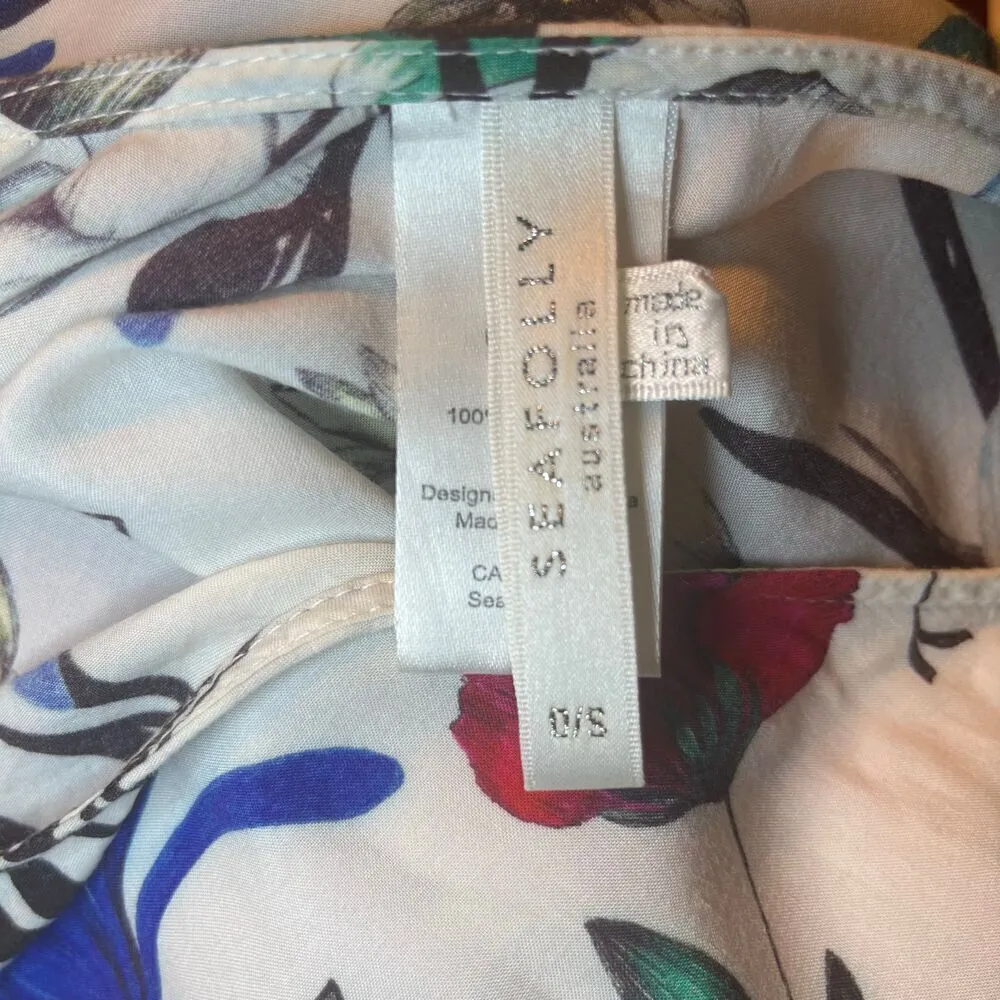 SEAFOLLY
australia
O/S
made
in
china
100%
Design
Mad
CA
Sea